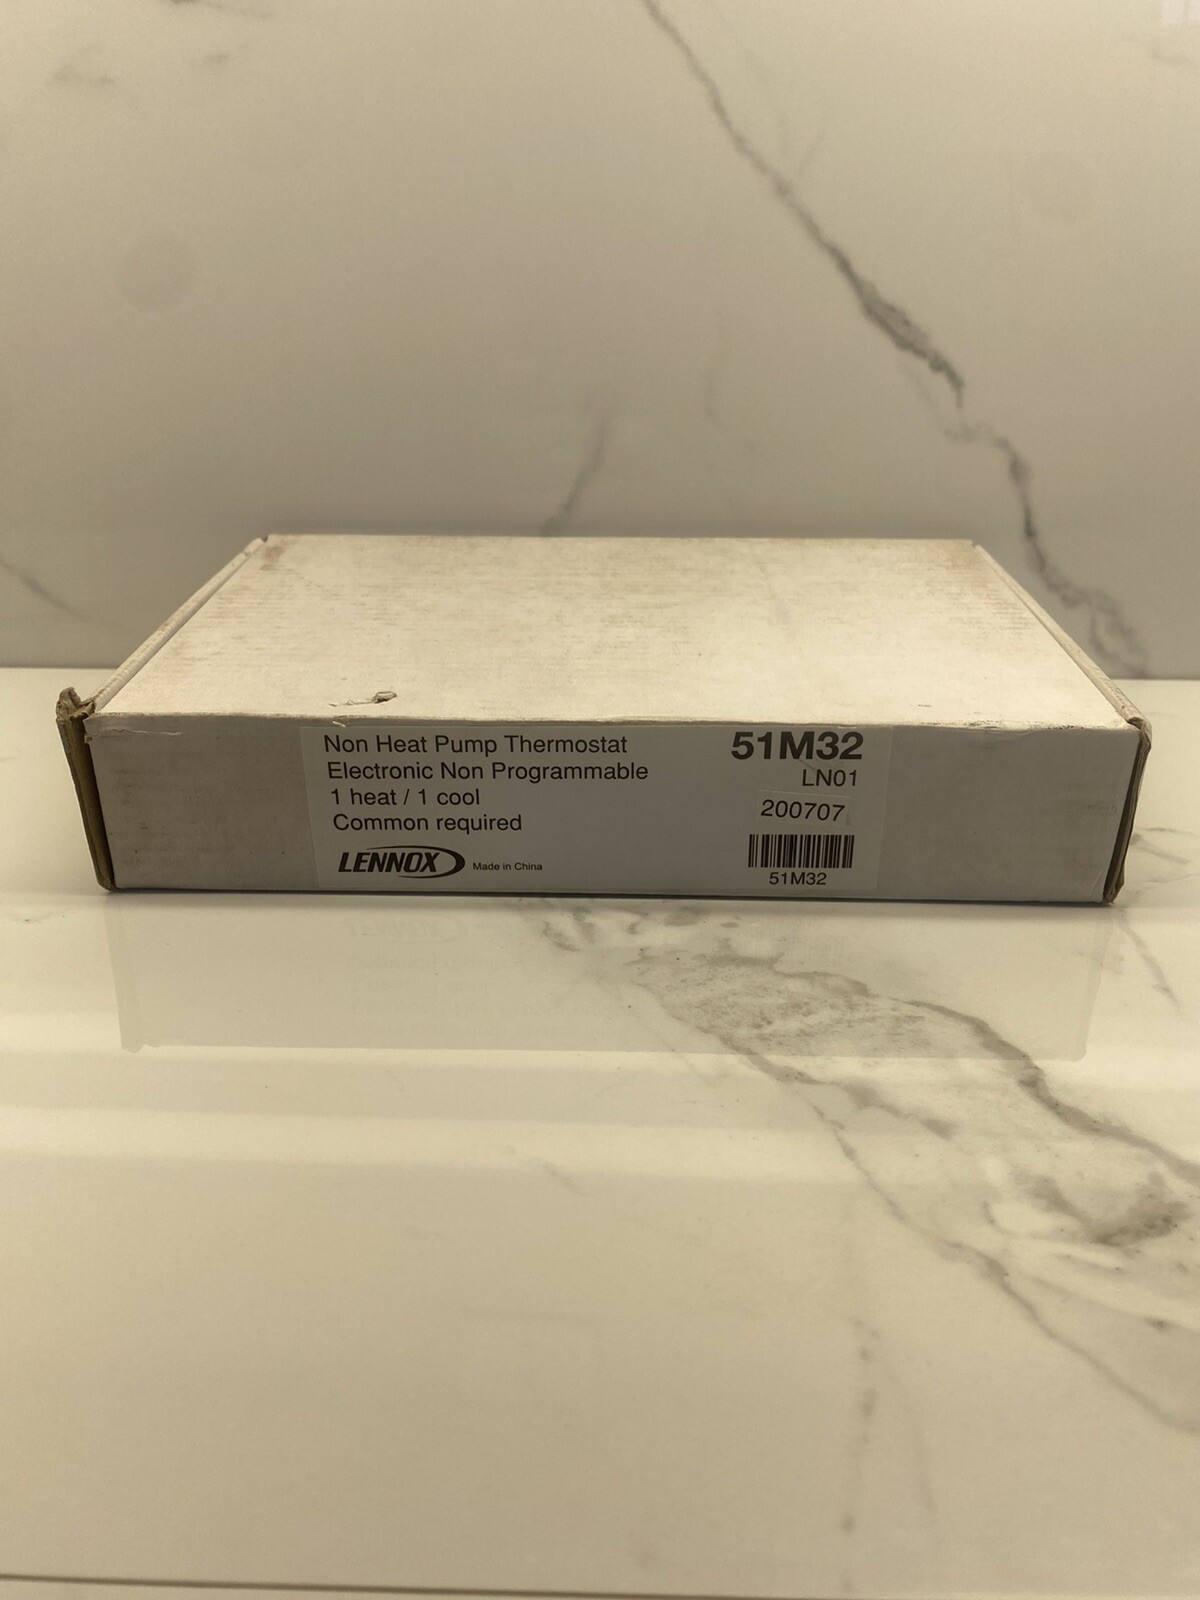 Non Heat Pump Thermostat
Electronic Non Programmable
1 heat / 1 cool
Common required
LENNOX
Made in China
51M32
LN01
200707
51M32